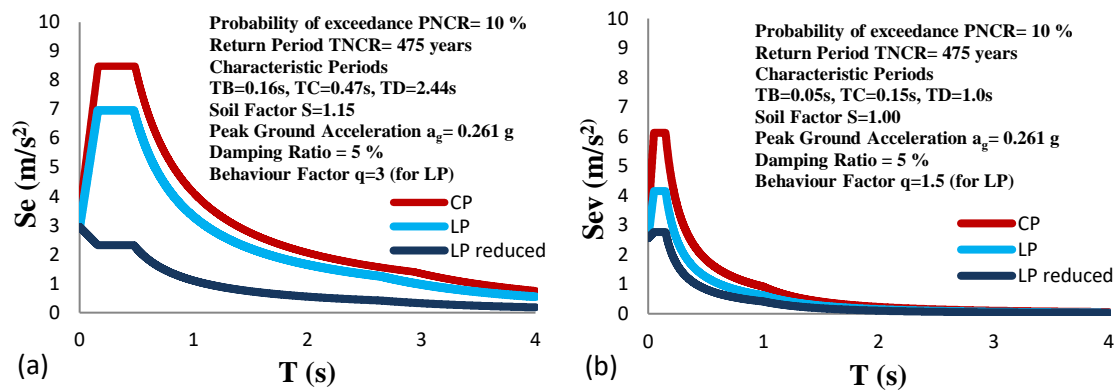 Probability of exceedance PNCR= 10 %
Return Period TNCR= 475 years
Characteristic Periods
TB=0.16s, TC=0.47s, TD=2.44s
Soil Factor S=1.15
Peak Ground Acceleration ag= 0.261 g
Damping Ratio = 5 %
Behaviour Factor q=3 (for LP)
CP
LP
LP reduced
Se (m/s²)
10
9
8
7
6
5
4
3
2
1
0
0 1 2 3 4
(a)
T (s)
Probability of exceedance PNCR= 10 %
Return Period TNCR= 475 years
Characteristic Periods
TB=0.05s, TC=0.15s, TD=1.0s
Soil Factor S=1.00
Peak Ground Acceleration ag= 0.261 g
Damping Ratio = 5 %
Behaviour Factor q=1.5 (for LP)
CP
LP
LP reduced
Sev (m/s²)
10
9
8
7
6
5
4
3
2
1
0
0 1 2 3 4
(b)
T (s)